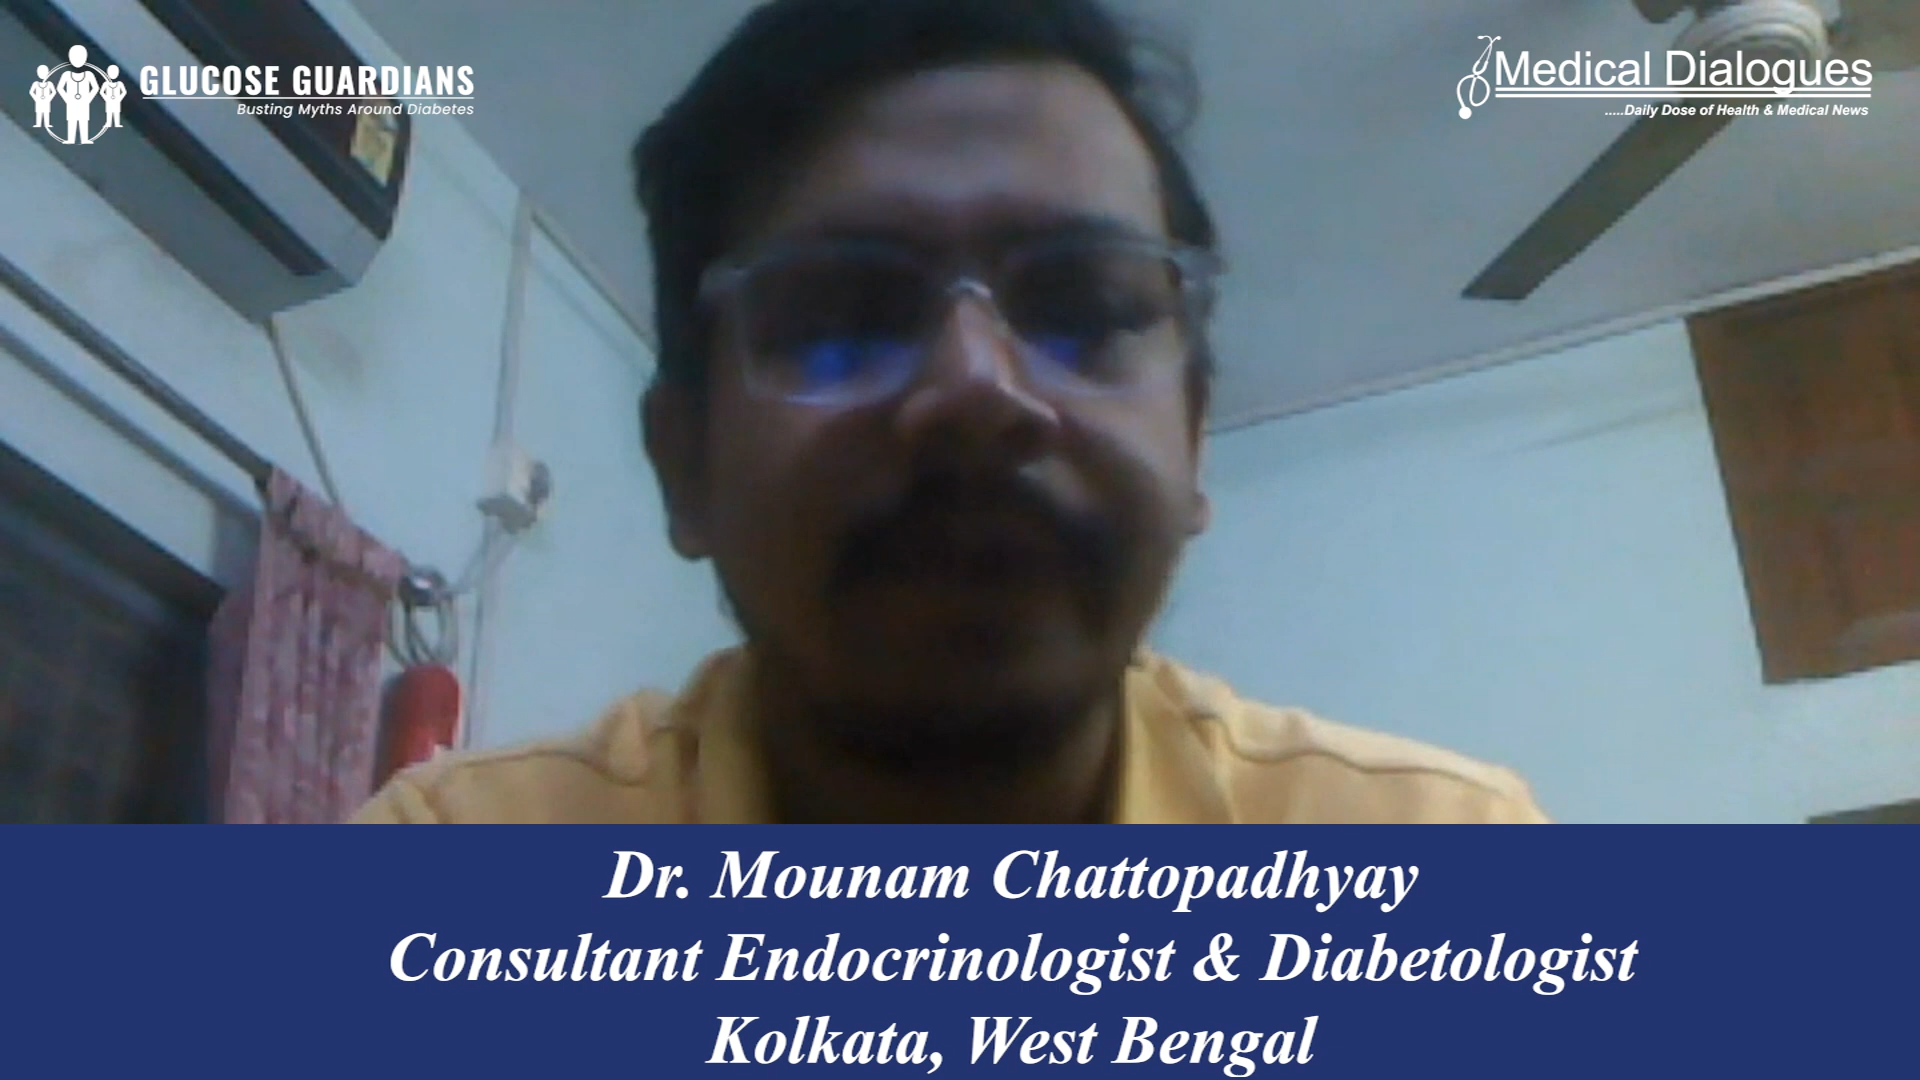 GLUCOSE GUARDIANS
Busting Myths Around Diabetes
Medical Dialogues
.....Daily Dose of Health & Medical News
Dr. Mounam Chattopadhyay
Consultant Endocrinologist & Diabetologist
Kolkata, West Bengal